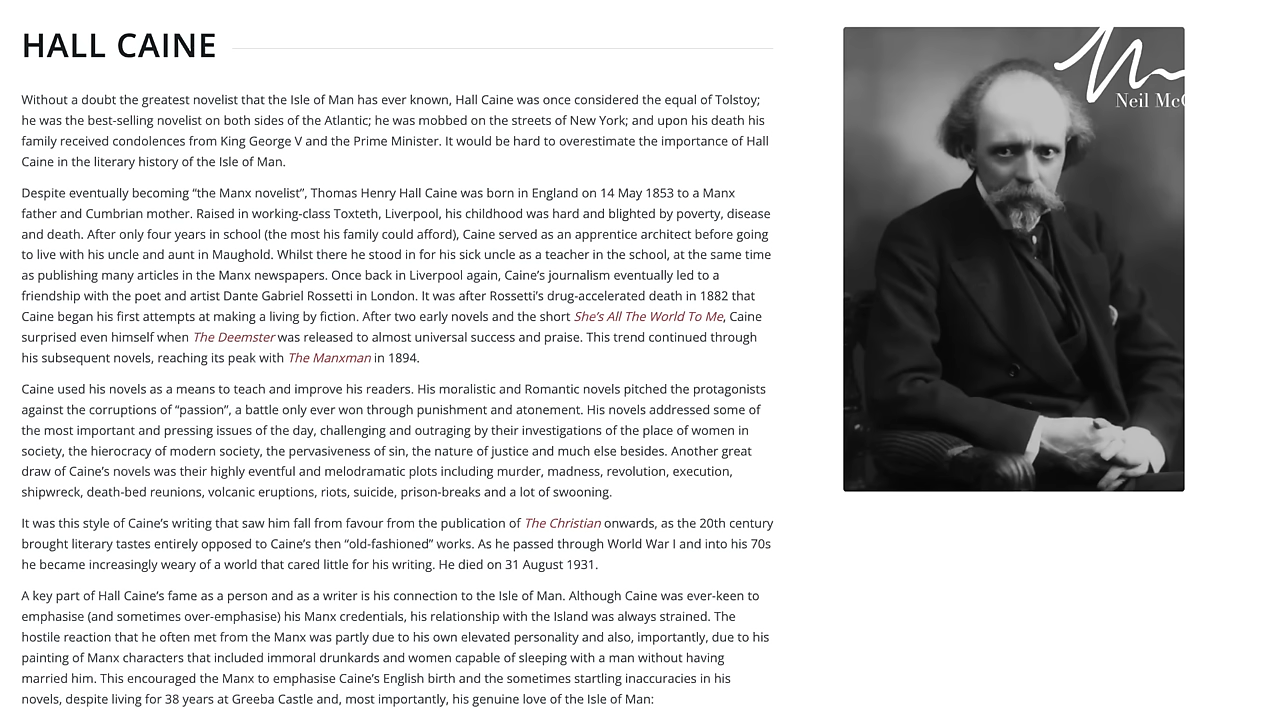 HALL CAINE
Without a doubt the greatest novelist that the Isle of Man has ever known, Hall Caine was once considered the equal of Tolstoy;
he was the best-selling novelist on both sides of the Atlantic; he was mobbed on the streets of New York; and upon his death his
family received condolences from King George V and the Prime Minister. It would be hard to overestimate the importance of Hall
Caine in the literary history of the Isle of Man.
Despite eventually becoming “the Manx novelist”, Thomas Henry Hall Caine was born in England on 14 May 1853 to a Manx
father and Cumbrian mother. Raised in working-class Toxteth, Liverpool, his childhood was hard and blighted by poverty, disease
and death. After only four years in school (the most his family could afford), Caine served as an apprentice architect before going
to live with his uncle and aunt in Maughold. Whilst there he stood in for his sick uncle as a teacher in the school, at the same time
as publishing many articles in the Manx newspapers. Once back in Liverpool again, Caine’s journalism eventually led to a
friendship with the poet and artist Dante Gabriel Rossetti in London. It was after Rossetti’s drug-accelerated death in 1882 that
Caine began his first attempts at making a living by fiction. After two early novels and the short She’s All The World To Me, Caine
surprised even himself when The Deemster was released to almost universal success and praise. This trend continued through
his subsequent novels, reaching its peak with The Manxman in 1894.
Caine used his novels as a means to teach and improve his readers. His moralistic and Romantic novels pitched the protagonists
against the corruptions of “passion”, a battle only ever won through punishment and atonement. His novels addressed some of
the most important and pressing issues of the day, challenging and outraging by their investigations of the place of women in
society, the hierocracy of modern society, the pervasiveness of sin, the nature of justice and much else besides. Another great
draw of Caine’s novels was their highly eventful and melodramatic plots including murder, madness, revolution, execution,
shipwreck, death-bed reunions, volcanic eruptions, riots, suicide, prison-breaks and a lot of swooning.
It was this style of Caine’s writing that saw him fall from favour from the publication of The Christian onwards, as the 20th century
brought literary tastes entirely opposed to Caine’s then “old-fashioned” works. As he passed through World War I and into his 70s
he became increasingly weary of a world that cared little for his writing. He died on 31 August 1931.
A key part of Hall Caine’s fame as a person and as a writer is his connection to the Isle of Man. Although Caine was ever-keen to
emphasise (and sometimes over-emphasise) his Manx credentials, his relationship with the Island was always strained. The
hostile reaction that he often met from the Manx was partly due to his own elevated personality and also, importantly, due to his
painting of Manx characters that included immoral drunkards and women capable of sleeping with a man without having
married him. This encouraged the Manx to emphasise Caine’s English birth and the sometimes startling inaccuracies in his
novels, despite living for 38 years at Greeba Castle and, most importantly, his genuine love of the Isle of Man:
Neil Mc